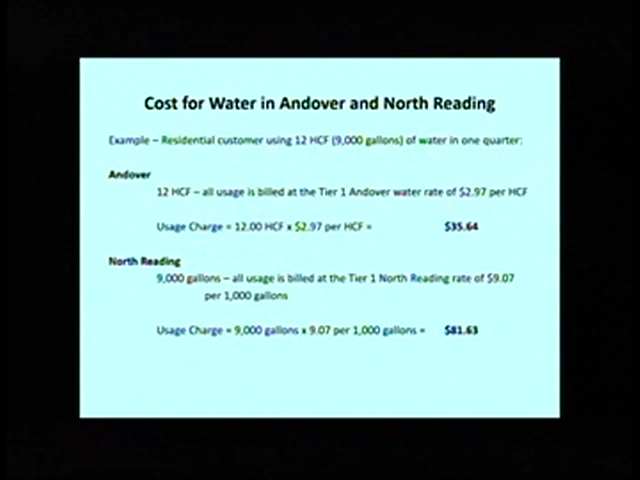 Cost for Water in Andover and North Reading
Example – Residential customer using 12 HCF (9,000 gallons) of water in one quarter:
Andover
12 HCF – all usage is billed at the Tier 1 Andover water rate of $2.97 per HCF
Usage Charge = 12.00 HCF x $2.97 per HCF = $35.64
North Reading
9,000 gallons – all usage is billed at the Tier 1 North Reading rate of $9.07
per 1,000 gallons
Usage Charge = 9,000 gallons x 9.07 per 1,000 gallons = $81.63